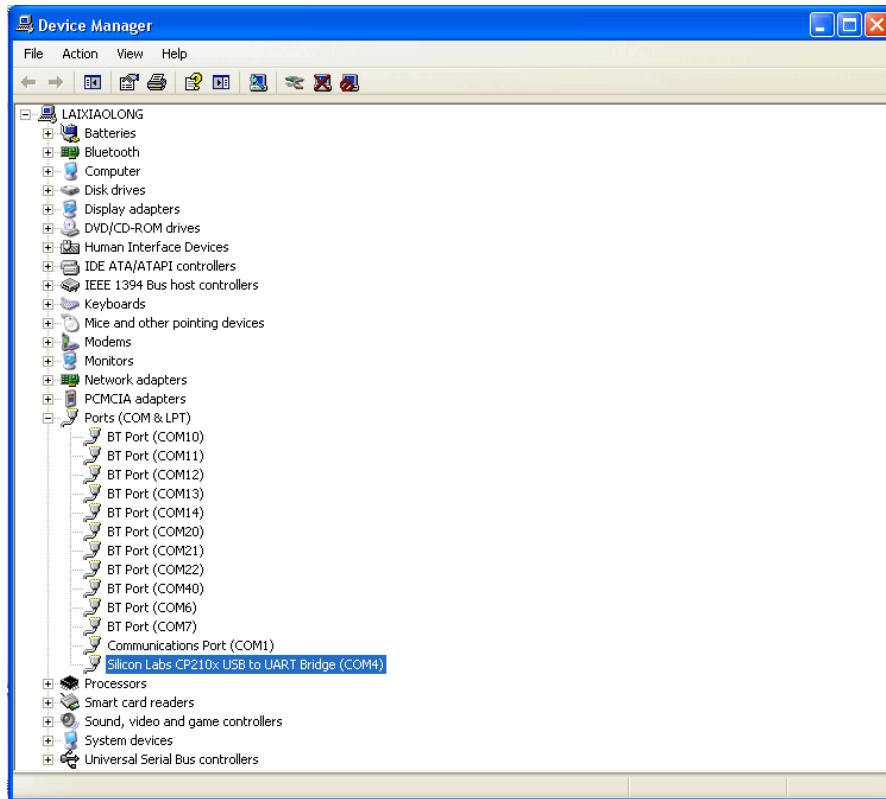 Device Manager
File Action View Help
LAIXIAOLONG
Batteries
Bluetooth
Computer
Disk drives
Display adapters
DVD/CD-ROM drives
Human Interface Devices
IDE ATA/ATAPI controllers
IEEE 1394 Bus host controllers
Keyboards
Mice and other pointing devices
Modems
Monitors
Network adapters
PCMCIA adapters
Ports (COM & LPT)
BT Port (COM10)
BT Port (COM11)
BT Port (COM12)
BT Port (COM13)
BT Port (COM14)
BT Port (COM20)
BT Port (COM21)
BT Port (COM22)
BT Port (COM40)
BT Port (COM6)
BT Port (COM7)
Communications Port (COM1)
Silicon Labs CP210x USB to UART Bridge (COM4)
Processors
Smart card readers
Sound, video and game controllers
System devices
Universal Serial Bus controllers